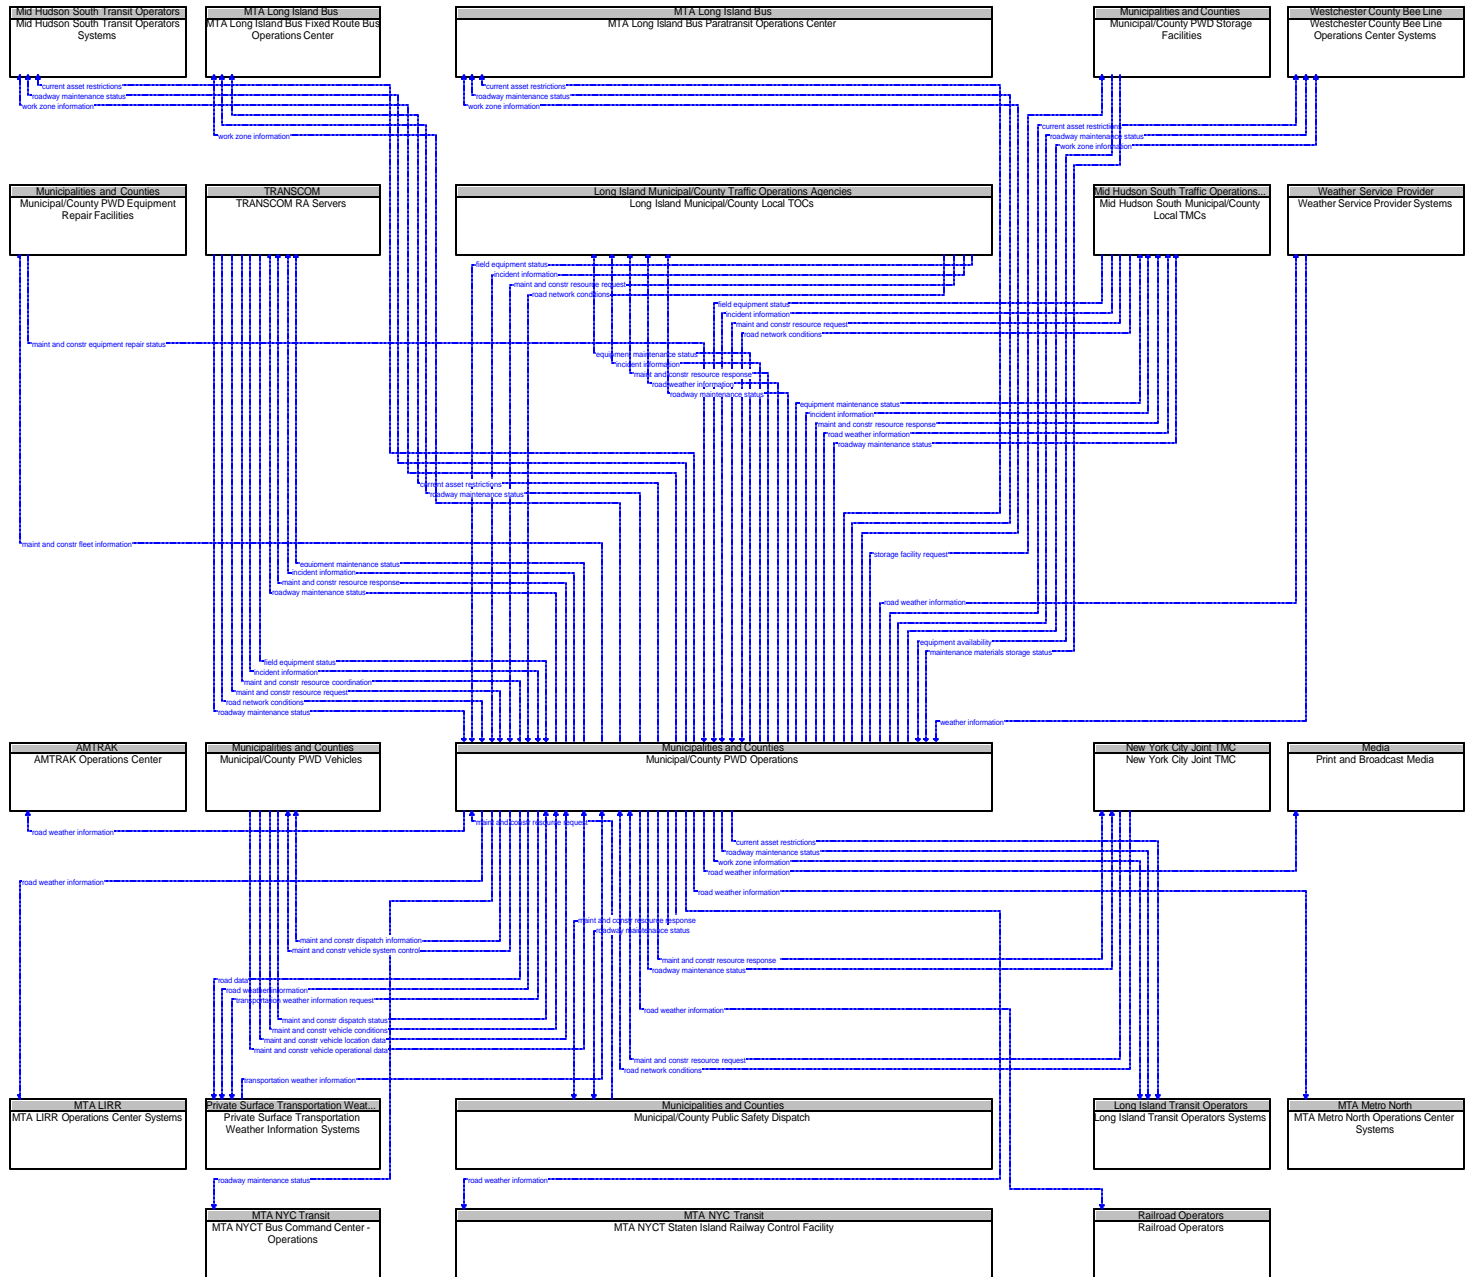 Mid Hudson South Transit Operators
Mid Hudson South Transit Operators
Systems
MTA Long Island Bus
MTA Long Island Bus Fixed Route Bus
Operations Center
MTA Long Island Bus
MTA Long Island Bus Paratransit Operations Center
Municipalities and Counties
Municipal/County PWD Storage
Facilities
Westchester County Bee Line
Westchester County Bee Line
Operations Center Systems
current asset restrictions
roadway maintenance status
work zone information
work zone information
current asset restrictions
roadway maintenance status
work zone information
current asset restrictions
roadway maintenance status
work zone information
Municipalities and Counties
Municipal/County PWD Equipment
Repair Facilities
TRANSCOM
TRANSCOM RA Servers
Long Island Municipal/County Traffic Operations Agencies
Long Island Municipal/County Local TOCs
Mid Hudson South Traffic Operations...
Mid Hudson South Municipal/County
Local TMCs
Weather Service Provider
Weather Service Provider Systems
field equipment status
incident information
maint and constr resource request
road network conditions
field equipment status
incident information
maint and constr resource request
road network conditions
maint and constr equipment repair status
equipment maintenance status
incident information
maint and constr resource response
road weather information
roadway maintenance status
equipment maintenance status
incident information
maint and constr resource response
road weather information
roadway maintenance status
current asset restrictions
roadway maintenance status
maint and constr fleet information
storage facility request
equipment maintenance status
incident information
maint and constr resource response
roadway maintenance status
road weather information
equipment availability
maintenance materials storage status
field equipment status
incident information
maint and constr resource coordination
maint and constr resource request
road network conditions
roadway maintenance status
weather information
AMTRAK
AMTRAK Operations Center
Municipalities and Counties
Municipal/County PWD Vehicles
Municipalities and Counties
Municipal/County PWD Operations
New York City Joint TMC
New York City Joint TMC
Media
Print and Broadcast Media
road weather information
maint and constr resource request
current asset restrictions
roadway maintenance status
work zone information
road weather information
road weather information
road weather information
maint and constr resource response
roadway maintenance status
maint and constr dispatch information
maint and constr vehicle system control
maint and constr resource response
roadway maintenance status
road data
road weather information
transportation weather information request
road weather information
maint and constr dispatch status
maint and constr vehicle conditions
maint and constr vehicle location data
maint and constr vehicle operational data
maint and constr resource request
road network conditions
transportation weather information
MTA LIRR
MTA LIRR Operations Center Systems
Private Surface Transportation Weat...
Private Surface Transportation
Weather Information Systems
Municipalities and Counties
Municipal/County Public Safety Dispatch
Long Island Transit Operators
Long Island Transit Operators Systems
MTA Metro North
MTA Metro North Operations Center
Systems
roadway maintenance status
road weather information
MTA NYC Transit
MTA NYCT Bus Command Center -
Operations
MTA NYC Transit
MTA NYCT Staten Island Railway Control Facility
Railroad Operators
Railroad Operators